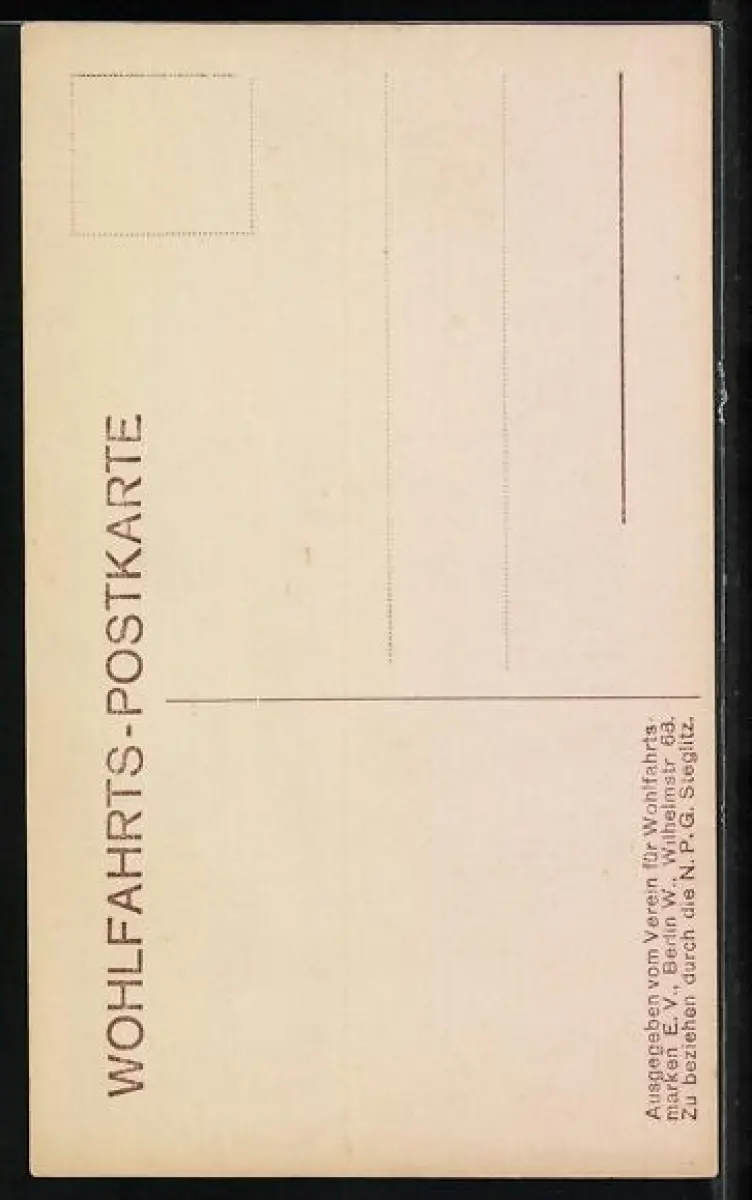 WOHLFAHRTS-POSTKARTE
Ausgegeben vom Verein für Wohlfahrts-
marken E. V., Berlin W., Wilhelmstr 68.
Zu beziehen durch die N. P. G. Steglitz.